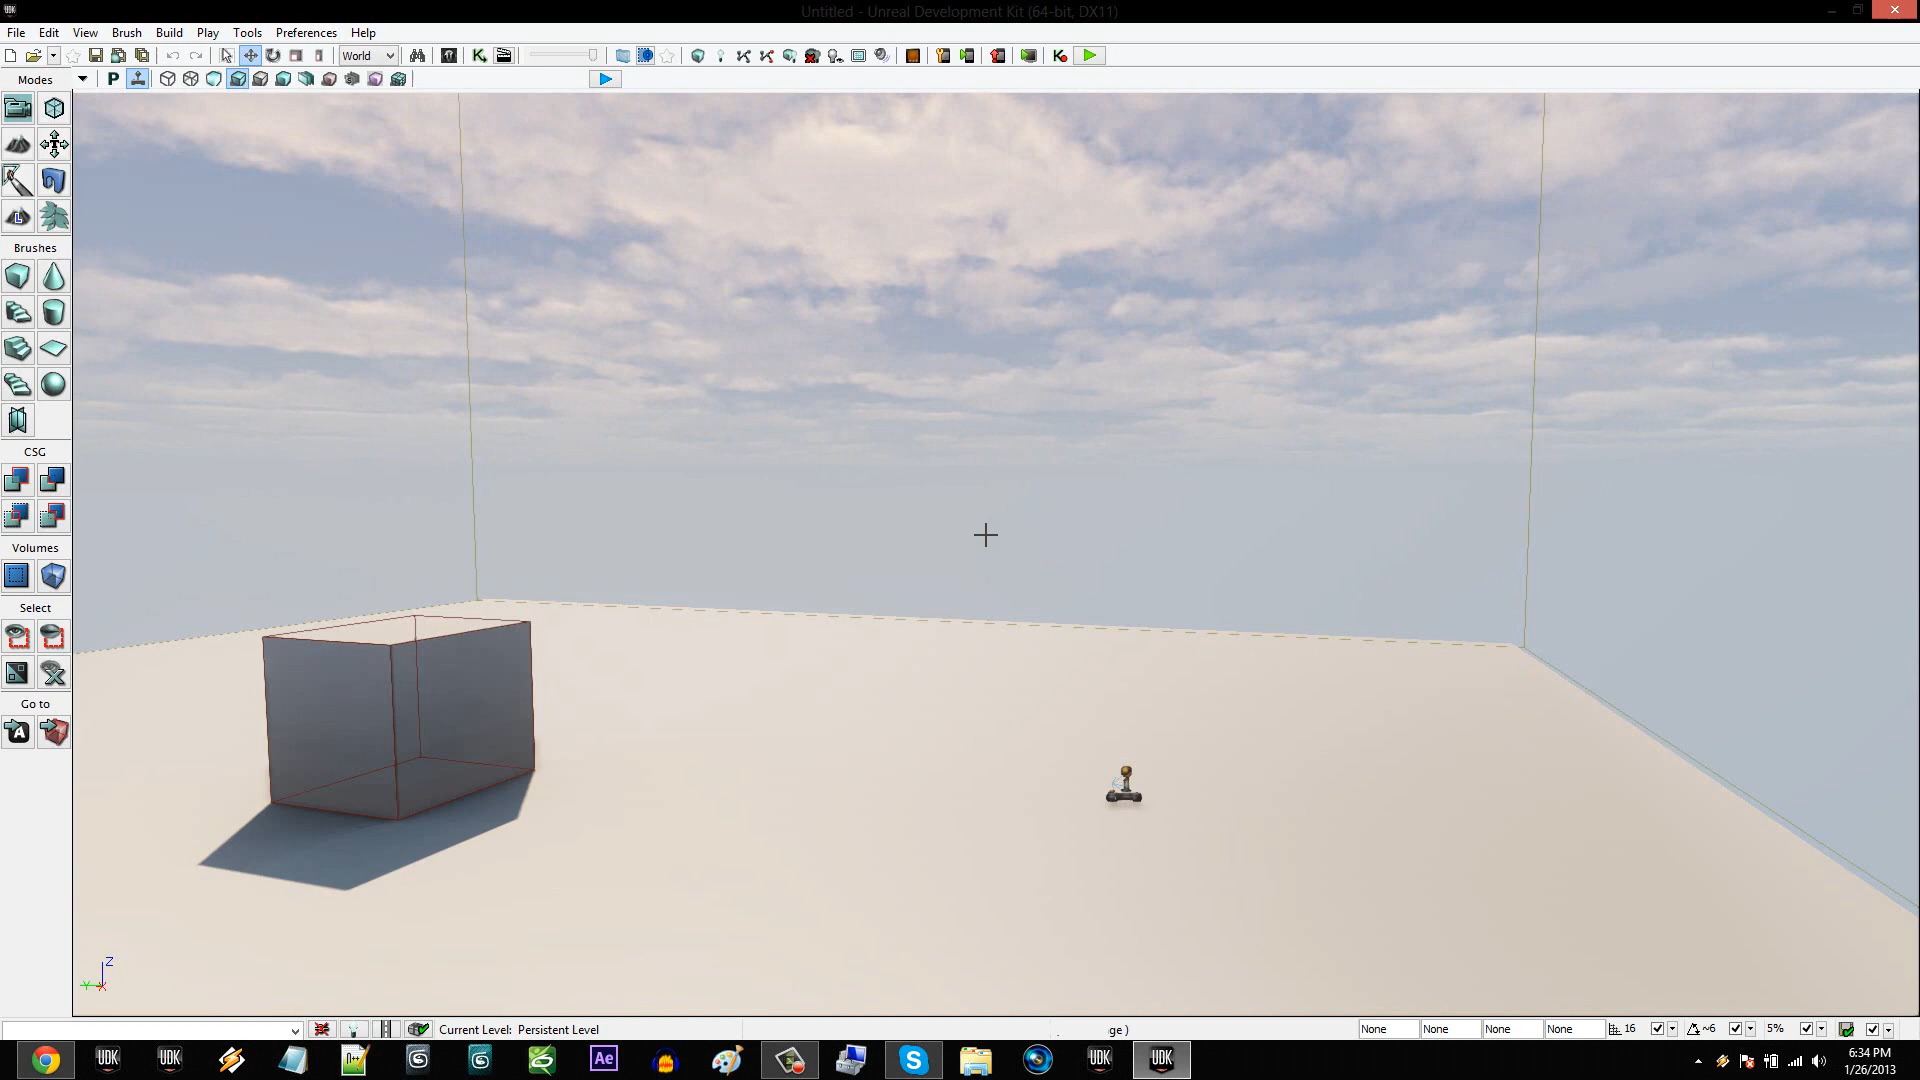 Untitled - Unreal Development Kit (64-bit, DX11)
File Edit View Brush Build Play Tools Preferences Help
World
Modes
P
L
Brushes
CSG
Volumes
Select
Go to
A
Z
Y
X
Current Level: Persistent Level
ge )
None None None None 16 ~6 5%
UDK UDK Ae UDK UDK
6:34 PM
1/26/2013